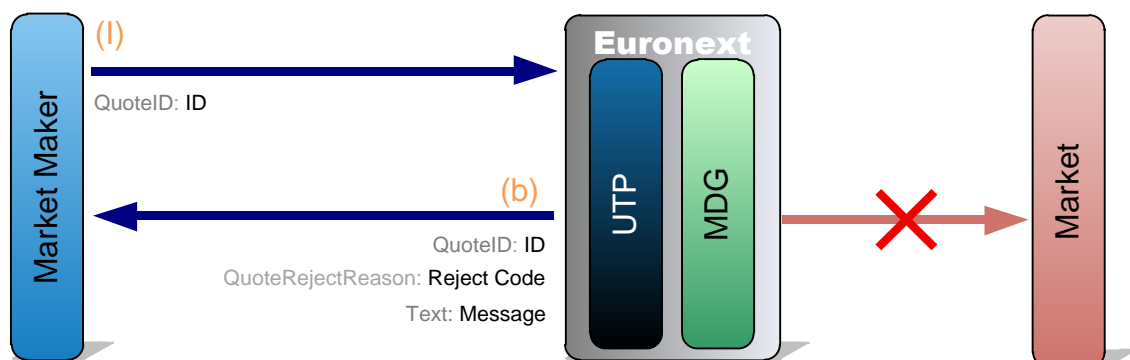 Market Maker
(I)
QuoteID: ID
(b)
QuoteID: ID
QuoteRejectReason: Reject Code
Text: Message
Euronext
UTP
MDG
Market